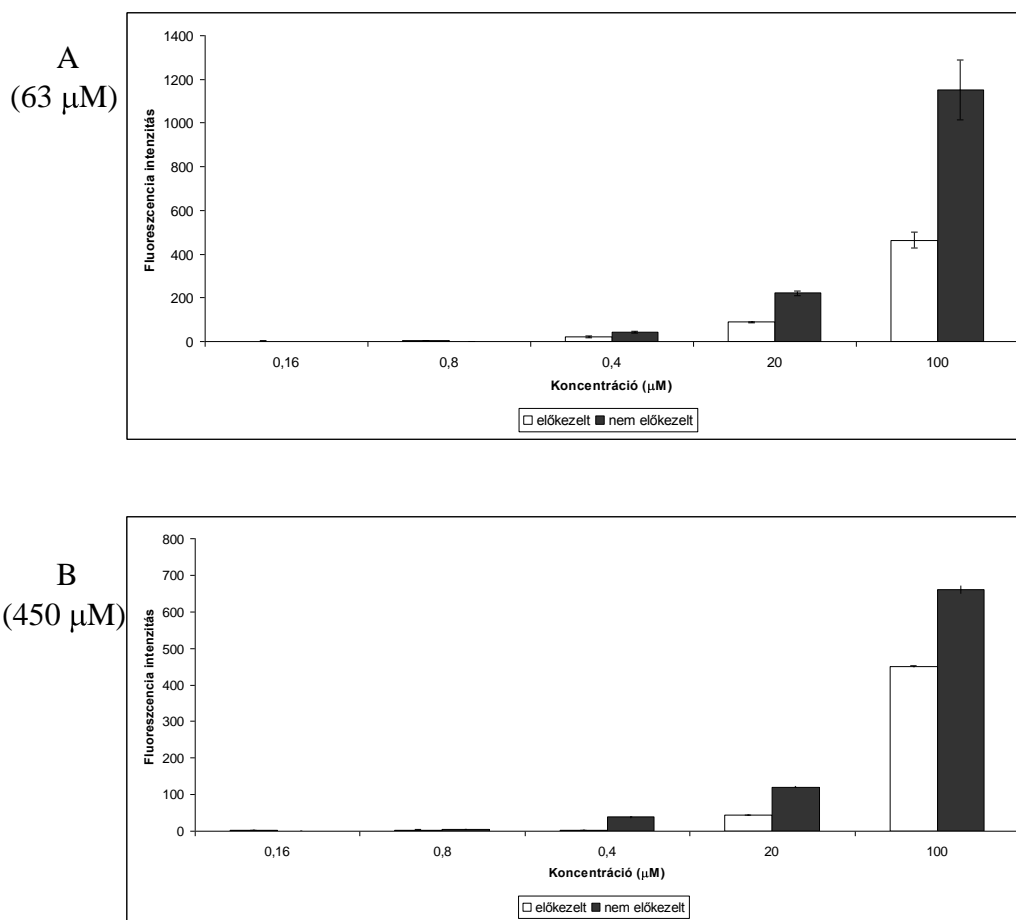 A
(63 μM)
Fluoreszcencia intenzitás
1400
1200
1000
800
600
400
200
0
0,16 0,8 0,4 20 100
Koncentráció (μM)
előkezelt nem előkezelt
B
(450 μM)
Fluoreszcencia intenzitás
800
700
600
500
400
300
200
100
0
0,16 0,8 0,4 20 100
Koncentráció (μM)
előkezelt nem előkezelt